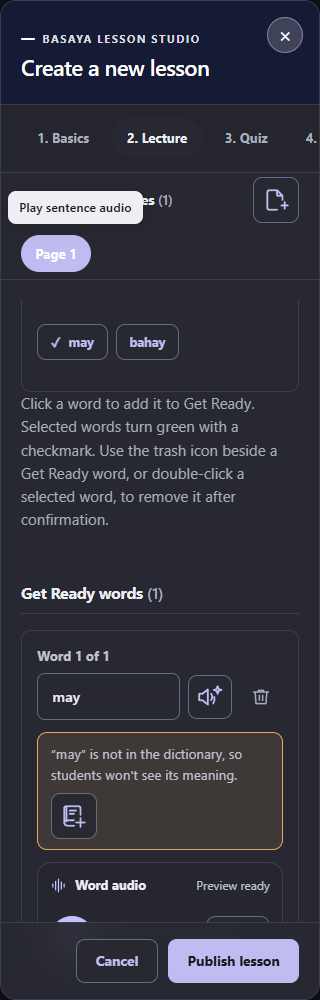 BASAYA LESSON STUDIO
Create a new lesson
1. Basics 2. Lecture 3. Quiz 4.
Play sentence audio
(1)
Page 1
✓ may bahay
Click a word to add it to Get Ready.
Selected words turn green with a
checkmark. Use the trash icon beside a
Get Ready word, or double-click a
selected word, to remove it after
confirmation.
Get Ready words (1)
Word 1 of 1
may
“may” is not in the dictionary, so
students won't see its meaning.
Word audio Preview ready
Cancel Publish lesson